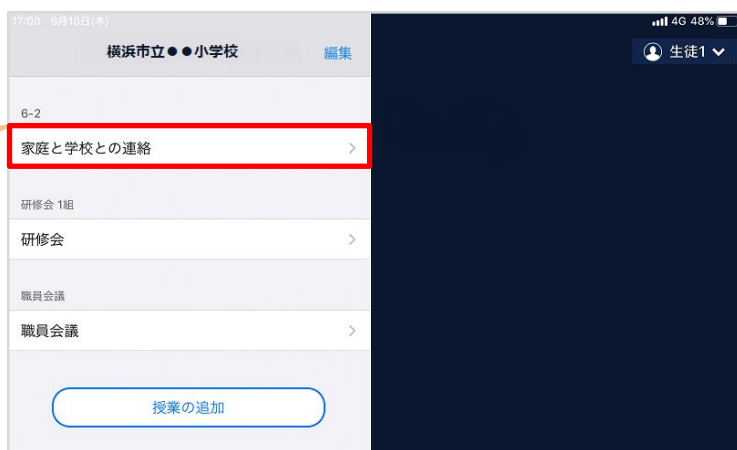 17:00 9月10日(木)
4G 48%
横浜市立●●小学校
編集
生徒1
6-2
家庭と学校との連絡
研修会 1組
研修会
職員会議
職員会議
授業の追加